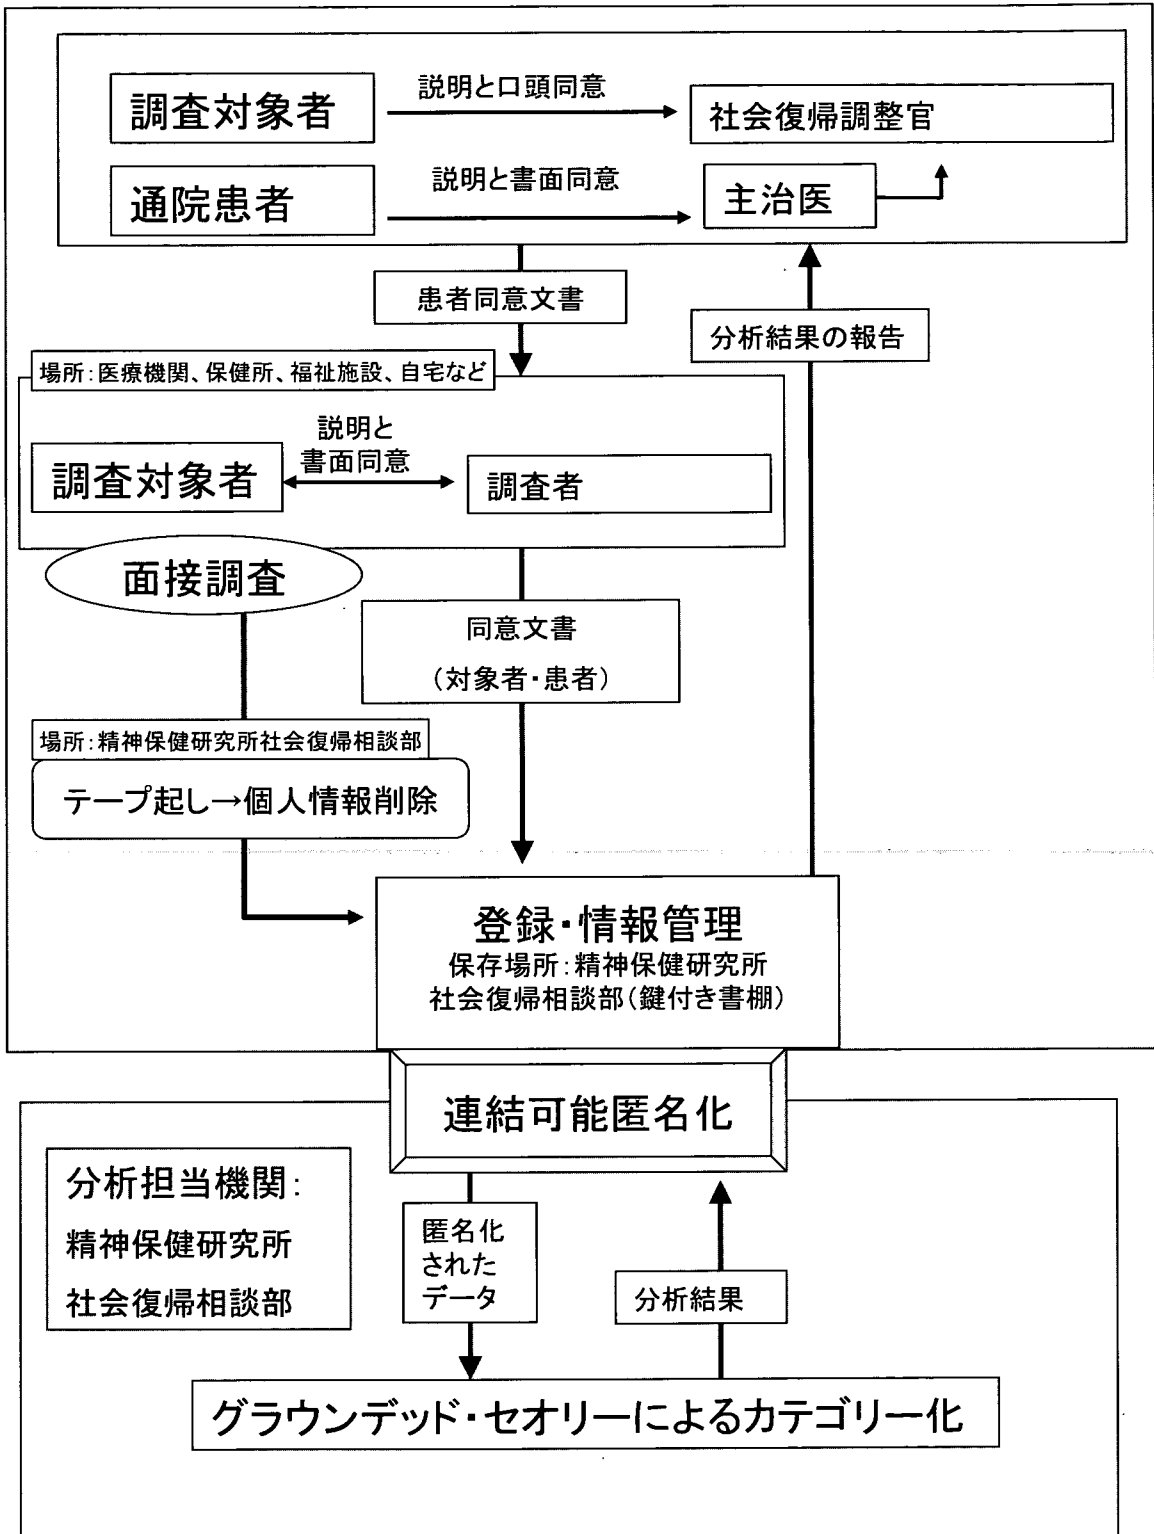 調査対象者
説明と口頭同意
社会復帰調整官
通院患者
説明と書面同意
主治医
患者同意文書
分析結果の報告
場所:医療機関、保健所、福祉施設、自宅など
説明と
書面同意
調査対象者
調査者
面接調査
同意文書
(対象者・患者)
場所:精神保健研究所社会復帰相談部
テープ起し→個人情報削除
登録・情報管理
保存場所:精神保健研究所
社会復帰相談部(鍵付き書棚)
連結可能匿名化
分析担当機関:
精神保健研究所
社会復帰相談部
匿名化
された
データ
分析結果
グラウンデッド・セオリーによるカテゴリー化